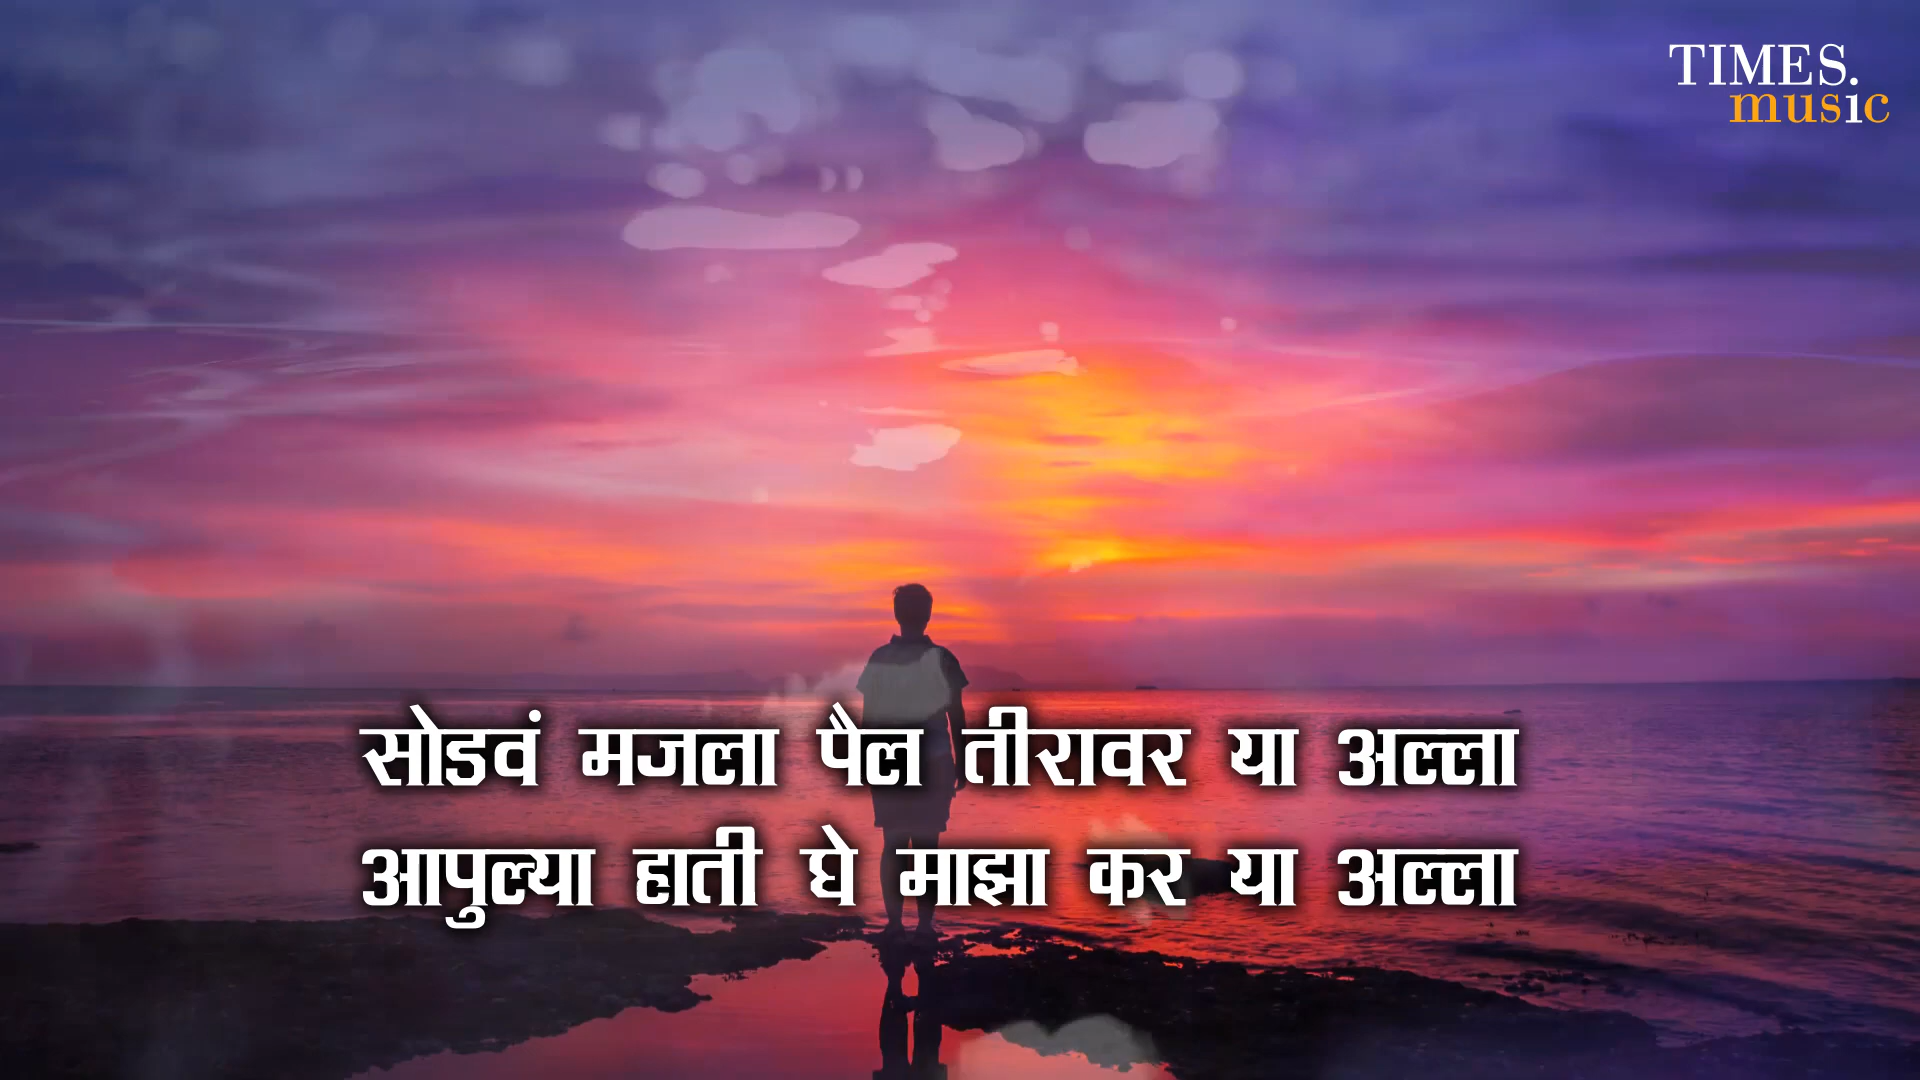 TIMES.
music
सोडवं मजला पैल तीरावर या अल्ला
आपुल्या हाती घे माझा कर या अल्ला